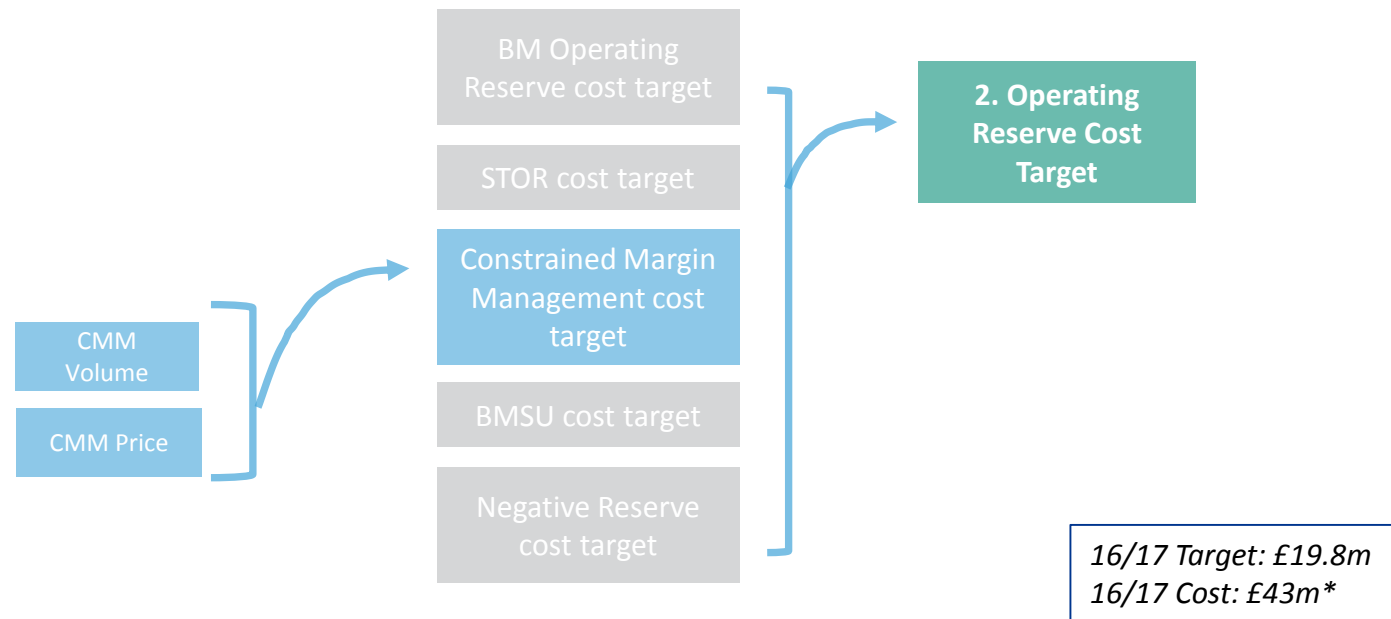 BM Operating
Reserve cost target
STOR cost target
Constrained Margin
Management cost
target
BMSU cost target
Negative Reserve
cost target
CMM
Volume
CMM Price
2. Operating
Reserve Cost
Target
16/17 Target: £19.8m
16/17 Cost: £43m*